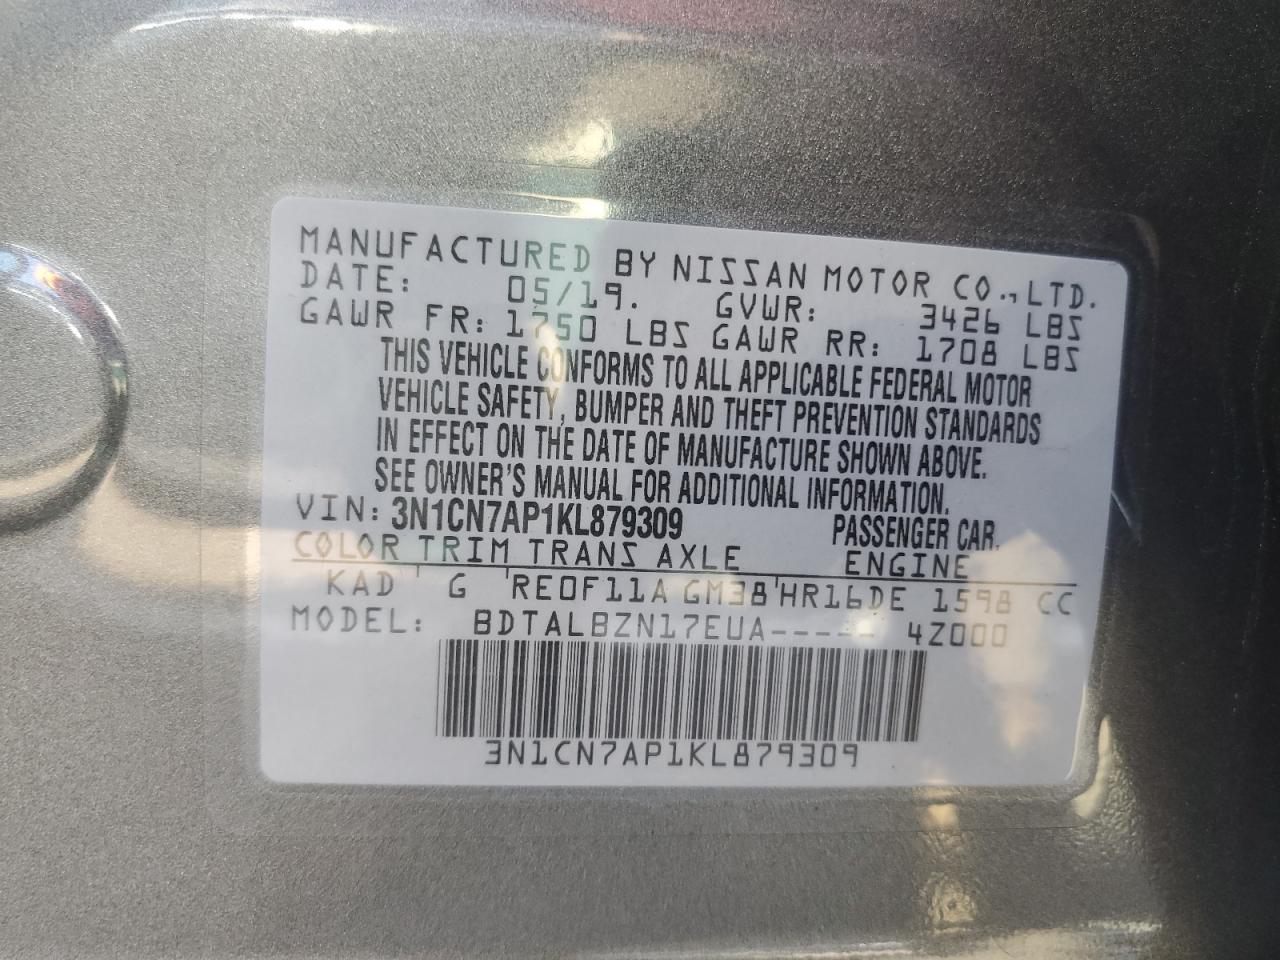 MANUFACTURED BY NISSAN MOTOR CO.,LTD.
DATE: 05/19. GVWR: 3426 LBS
GAWR FR: 1750 LBS GAWR RR: 1708 LBS
THIS VEHICLE CONFORMS TO ALL APPLICABLE FEDERAL MOTOR
VEHICLE SAFETY, BUMPER AND THEFT PREVENTION STANDARDS
IN EFFECT ON THE DATE OF MANUFACTURE SHOWN ABOVE.
SEE OWNER'S MANUAL FOR ADDITIONAL INFORMATION.
VIN: 3N1CN7AP1KL879309 PASSENGER CAR.
COLOR TRIM TRANS AXLE ENGINE
KAD ' G 'RE0F11A GM38'HR16DE 1598 CC
MODEL: BDTALBZN17EUA----- 4Z000
3N1CN7AP1KL879309